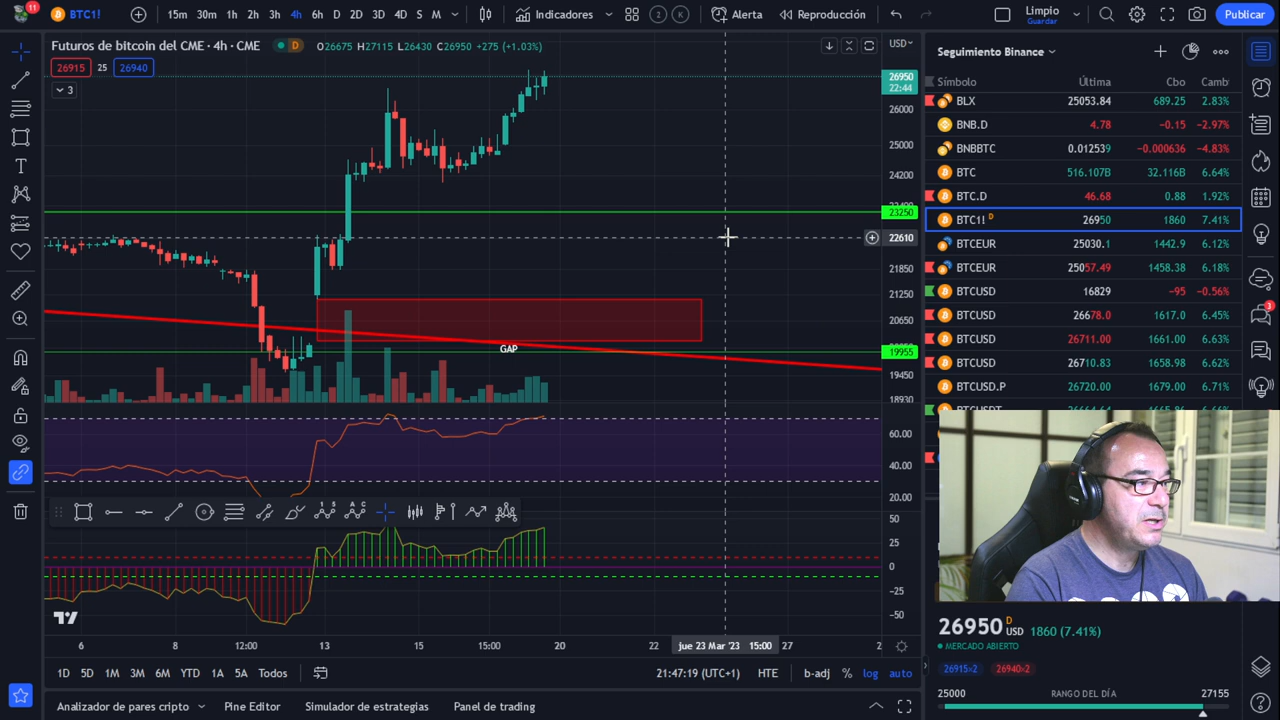 11
BTC1!
15m 30m 1h 2h 3h 4h 6h D 2D 3D 4D S M
Indicadores
2 K
Alerta
Reproducción
Limpio
Guardar
Publicar
Futuros de bitcoin del CME · 4h · CME
D
O26675 H27115 L26430 C26950 +275 (+1.03%)
USD
26915 25 26940
3
26950
22:44
26000
25000
24200
23250
22610
21850
21250
20650
19955
19450
18930
GAP
60.00
40.00
20.00
50
25
0
−25
−50
6 8 12:00 13 15 15:00 20 22 jue 23 Mar '23 15:00 27
1D 5D 1M 3M 6M YTD 1A 5A Todos
21:47:19 (UTC+1) HTE b-adj % log auto
Analizador de pares cripto Pine Editor Simulador de estrategias Panel de trading
Seguimiento Binance
Símbolo Última Cbo Camb
BLX 25053.84 689.25 2.83%
BNB.D 4.78 −0.15 −2.97%
BNBBTC 0.012539 −0.000636 −4.83%
BTC 516.107B 32.116B 6.64%
BTC.D 46.68 0.88 1.92%
BTC1! D 26950 1860 7.41%
BTCEUR 25030.1 1442.9 6.12%
BTCEUR 25057.49 1458.38 6.18%
BTCUSD 16829 −95 −0.56%
BTCUSD 26678.0 1617.0 6.45%
BTCUSD 26711.00 1661.00 6.63%
BTCUSD 26710.83 1658.98 6.62%
BTCUSD.P 26720.00 1679.00 6.71%
3
26950 D USD 1860 (7.41%)
MERCADO ABIERTO
26915×2 26940×2
25000 RANGO DEL DÍA 27155